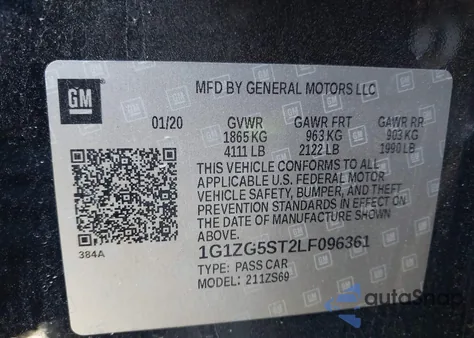 GM
MFD BY GENERAL MOTORS LLC
01/20 GVWR GAWR FRT GAWR RR
1865 KG 963 KG 903 KG
4111 LB 2122 LB 1990 LB
THIS VEHICLE CONFORMS TO ALL
APPLICABLE U.S. FEDERAL MOTOR
VEHICLE SAFETY, BUMPER, AND THEFT
PREVENTION STANDARDS IN EFFECT ON
THE DATE OF MANUFACTURE SHOWN
ABOVE.
384A
1G1ZG5ST2LF096361
TYPE: PASS CAR
MODEL: 211ZS69
autoSnap